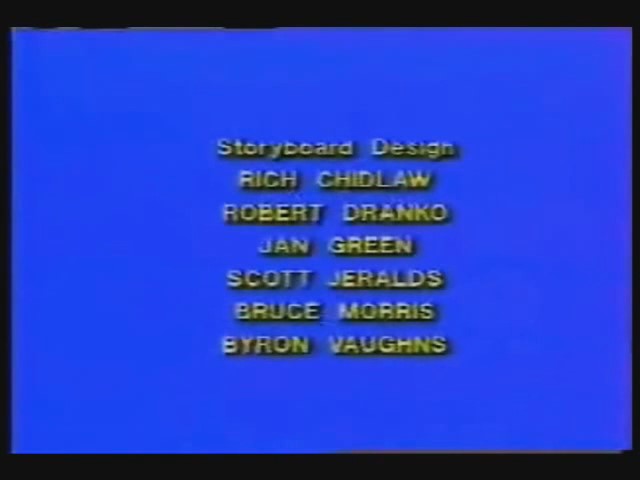 Storyboard Design
RICH CHIDLAW
ROBERT DRANKO
JAN GREEN
SCOTT JERALDS
BRUCE MORRIS
BYRON VAUGHNS